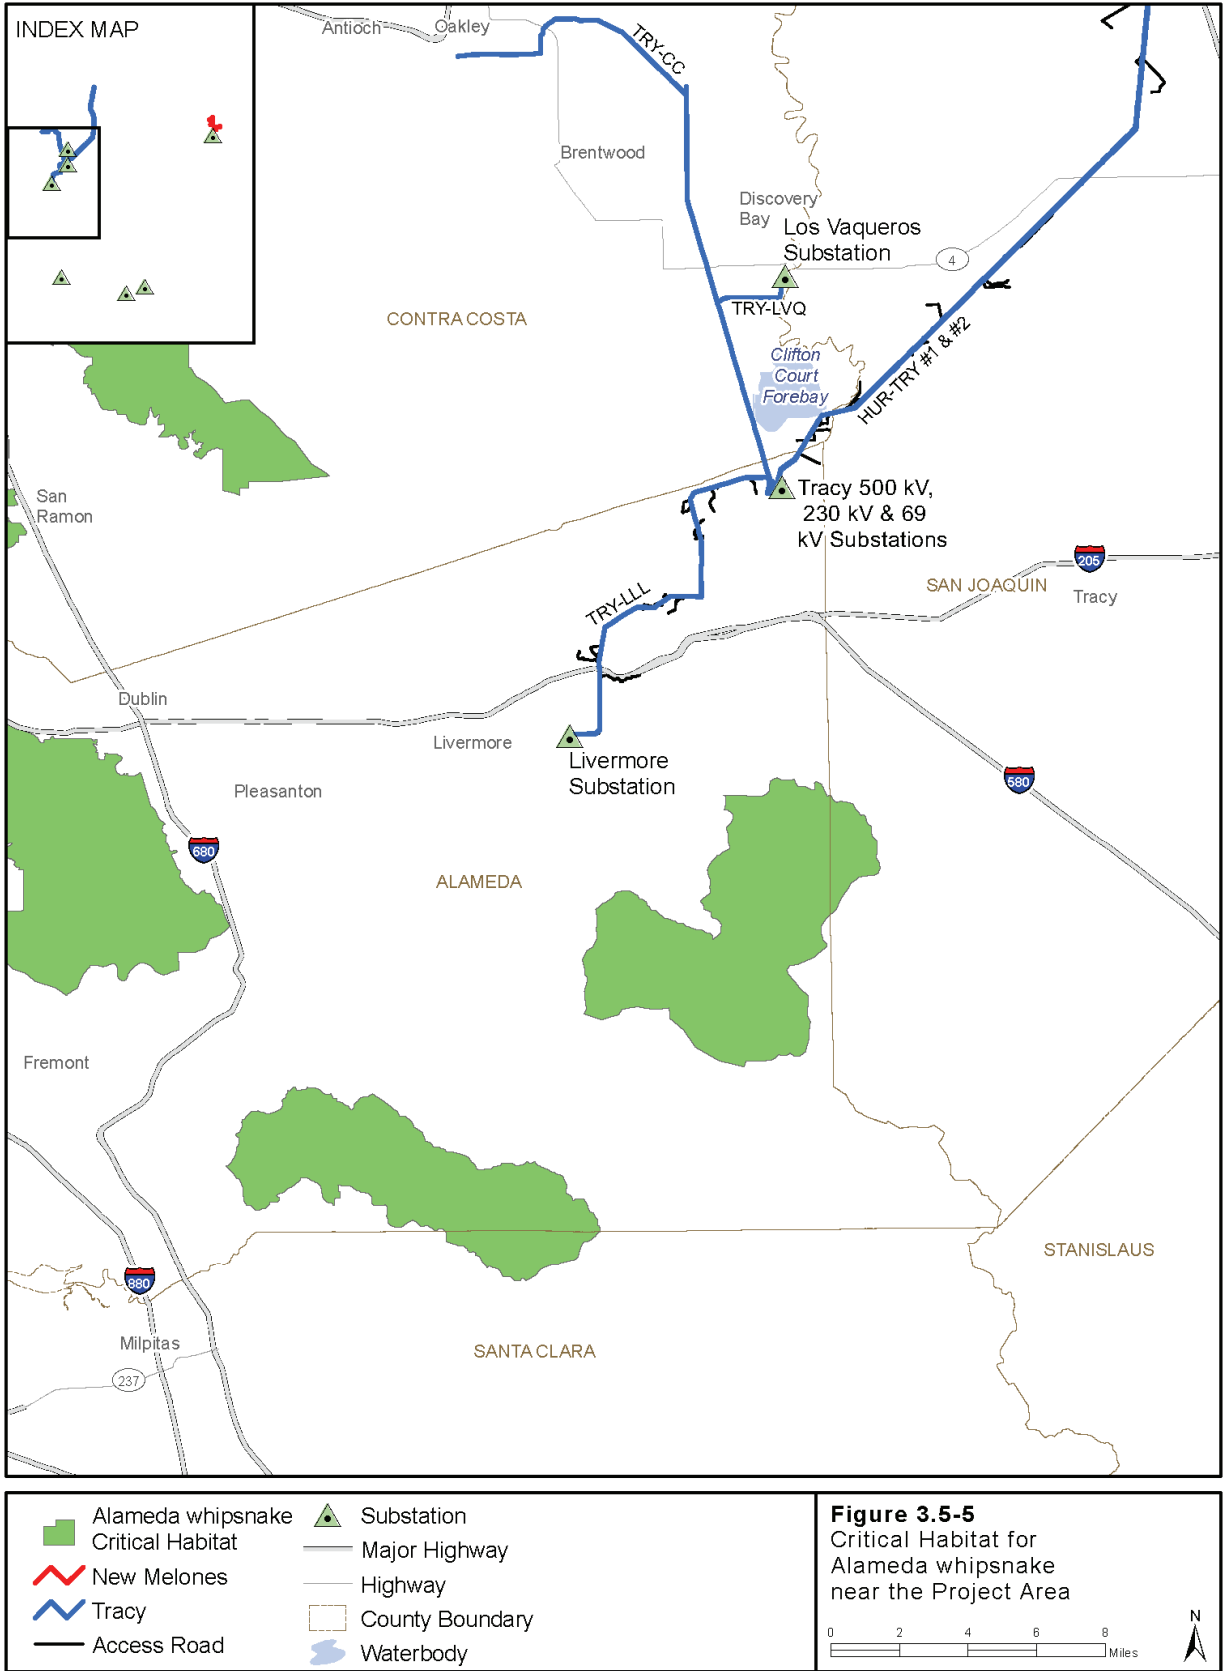 INDEX MAP
Antioch
Oakley
TRY-CC
Brentwood
Discovery
Bay
Los Vaqueros
Substation
4
TRY-LVQ
CONTRA COSTA
HUR-TRY #1 & #2
Clifton
Court
Forebay
San
Ramon
Tracy 500 kV,
230 kV & 69
kV Substations
205
SAN JOAQUIN
Tracy
TRY-LLL
Dublin
Livermore
Livermore
Substation
580
Pleasanton
680
ALAMEDA
Fremont
STANISLAUS
880
Milpitas
SANTA CLARA
237
Alameda whipsnake
Critical Habitat
New Melones
Tracy
Access Road
Substation
Major Highway
Highway
County Boundary
Waterbody
Figure 3.5-5
Critical Habitat for
Alameda whipsnake
near the Project Area
0 2 4 6 8
Miles
N